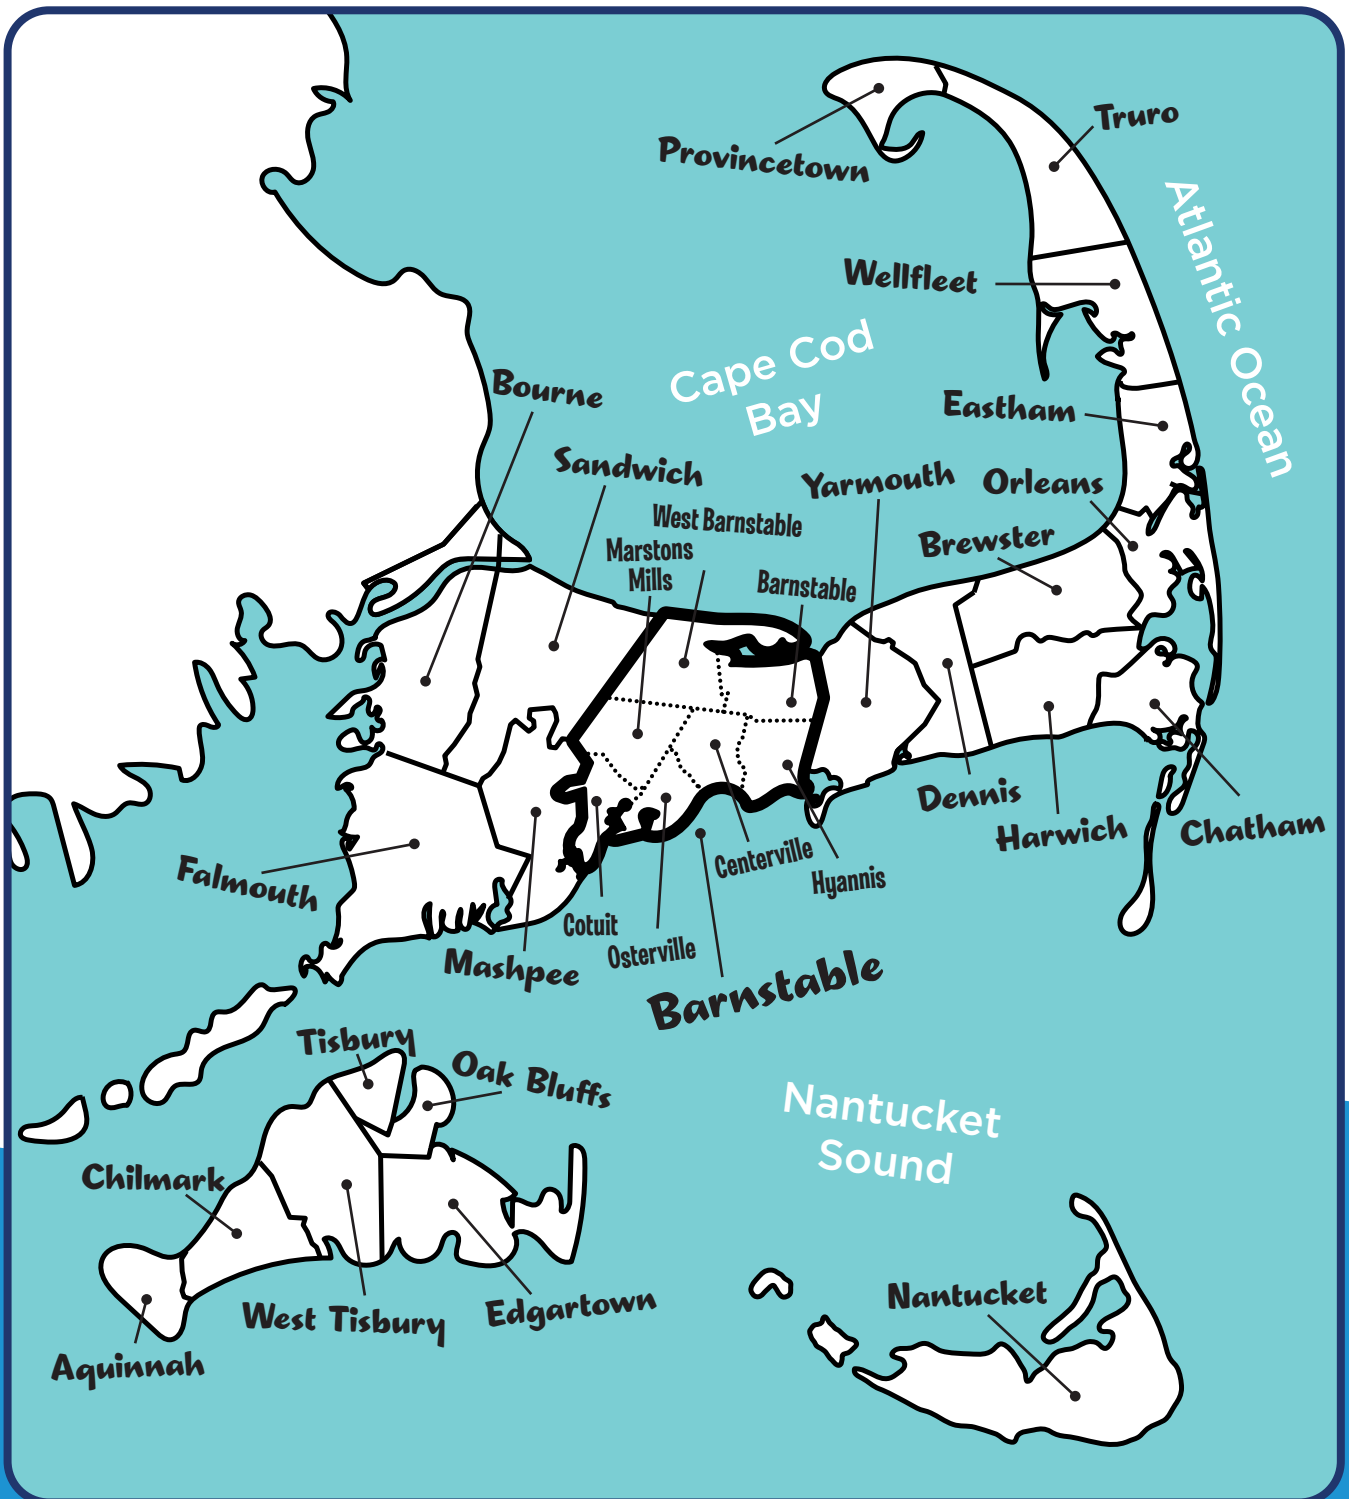 Provincetown
Truro
Atlantic Ocean
Wellfleet
Cape Cod
Bay
Bourne
Eastham
Sandwich
Yarmouth
Orleans
West Barnstable
Marstons
Mills
Brewster
Barnstable
Dennis
Harwich
Chatham
Falmouth
Centerville
Hyannis
Cotuit
Osterville
Mashpee
Barnstable
Tisbury
Oak Bluffs
Nantucket
Sound
Chilmark
Nantucket
West Tisbury
Edgartown
Aquinnah